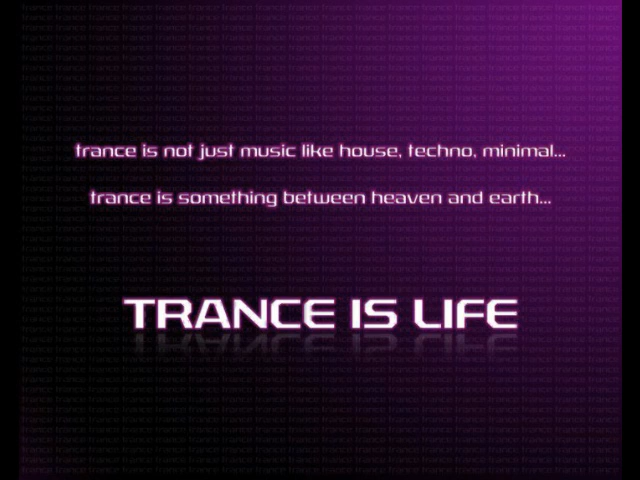 trance is not just music like house, techno, minimal...
trance is something between heaven and earth...
TRANCE IS LIFE